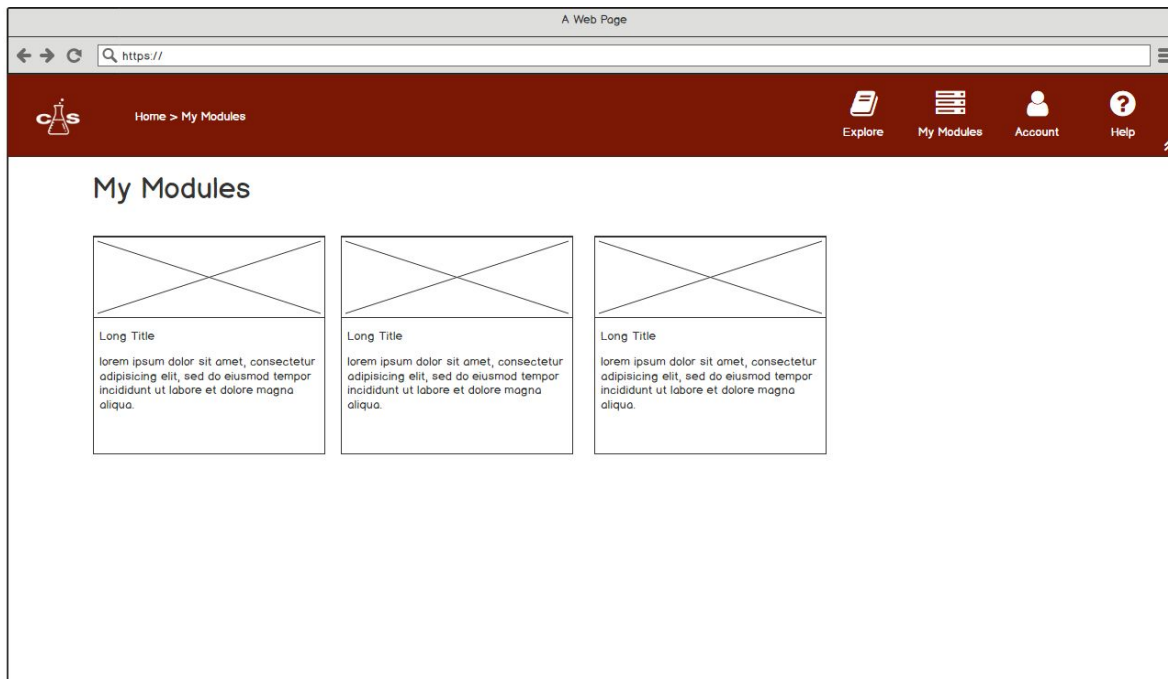 A Web Page
https://
CAS
Home > My Modules
Explore
My Modules
Account
Help
My Modules
Long Title
lorem ipsum dolor sit amet, consectetur
adipisicing elit, sed do eiusmod tempor
incididunt ut labore et dolore magna
aliqua.
Long Title
lorem ipsum dolor sit amet, consectetur
adipisicing elit, sed do eiusmod tempor
incididunt ut labore et dolore magna
aliqua.
Long Title
lorem ipsum dolor sit amet, consectetur
adipisicing elit, sed do eiusmod tempor
incididunt ut labore et dolore magna
aliqua.